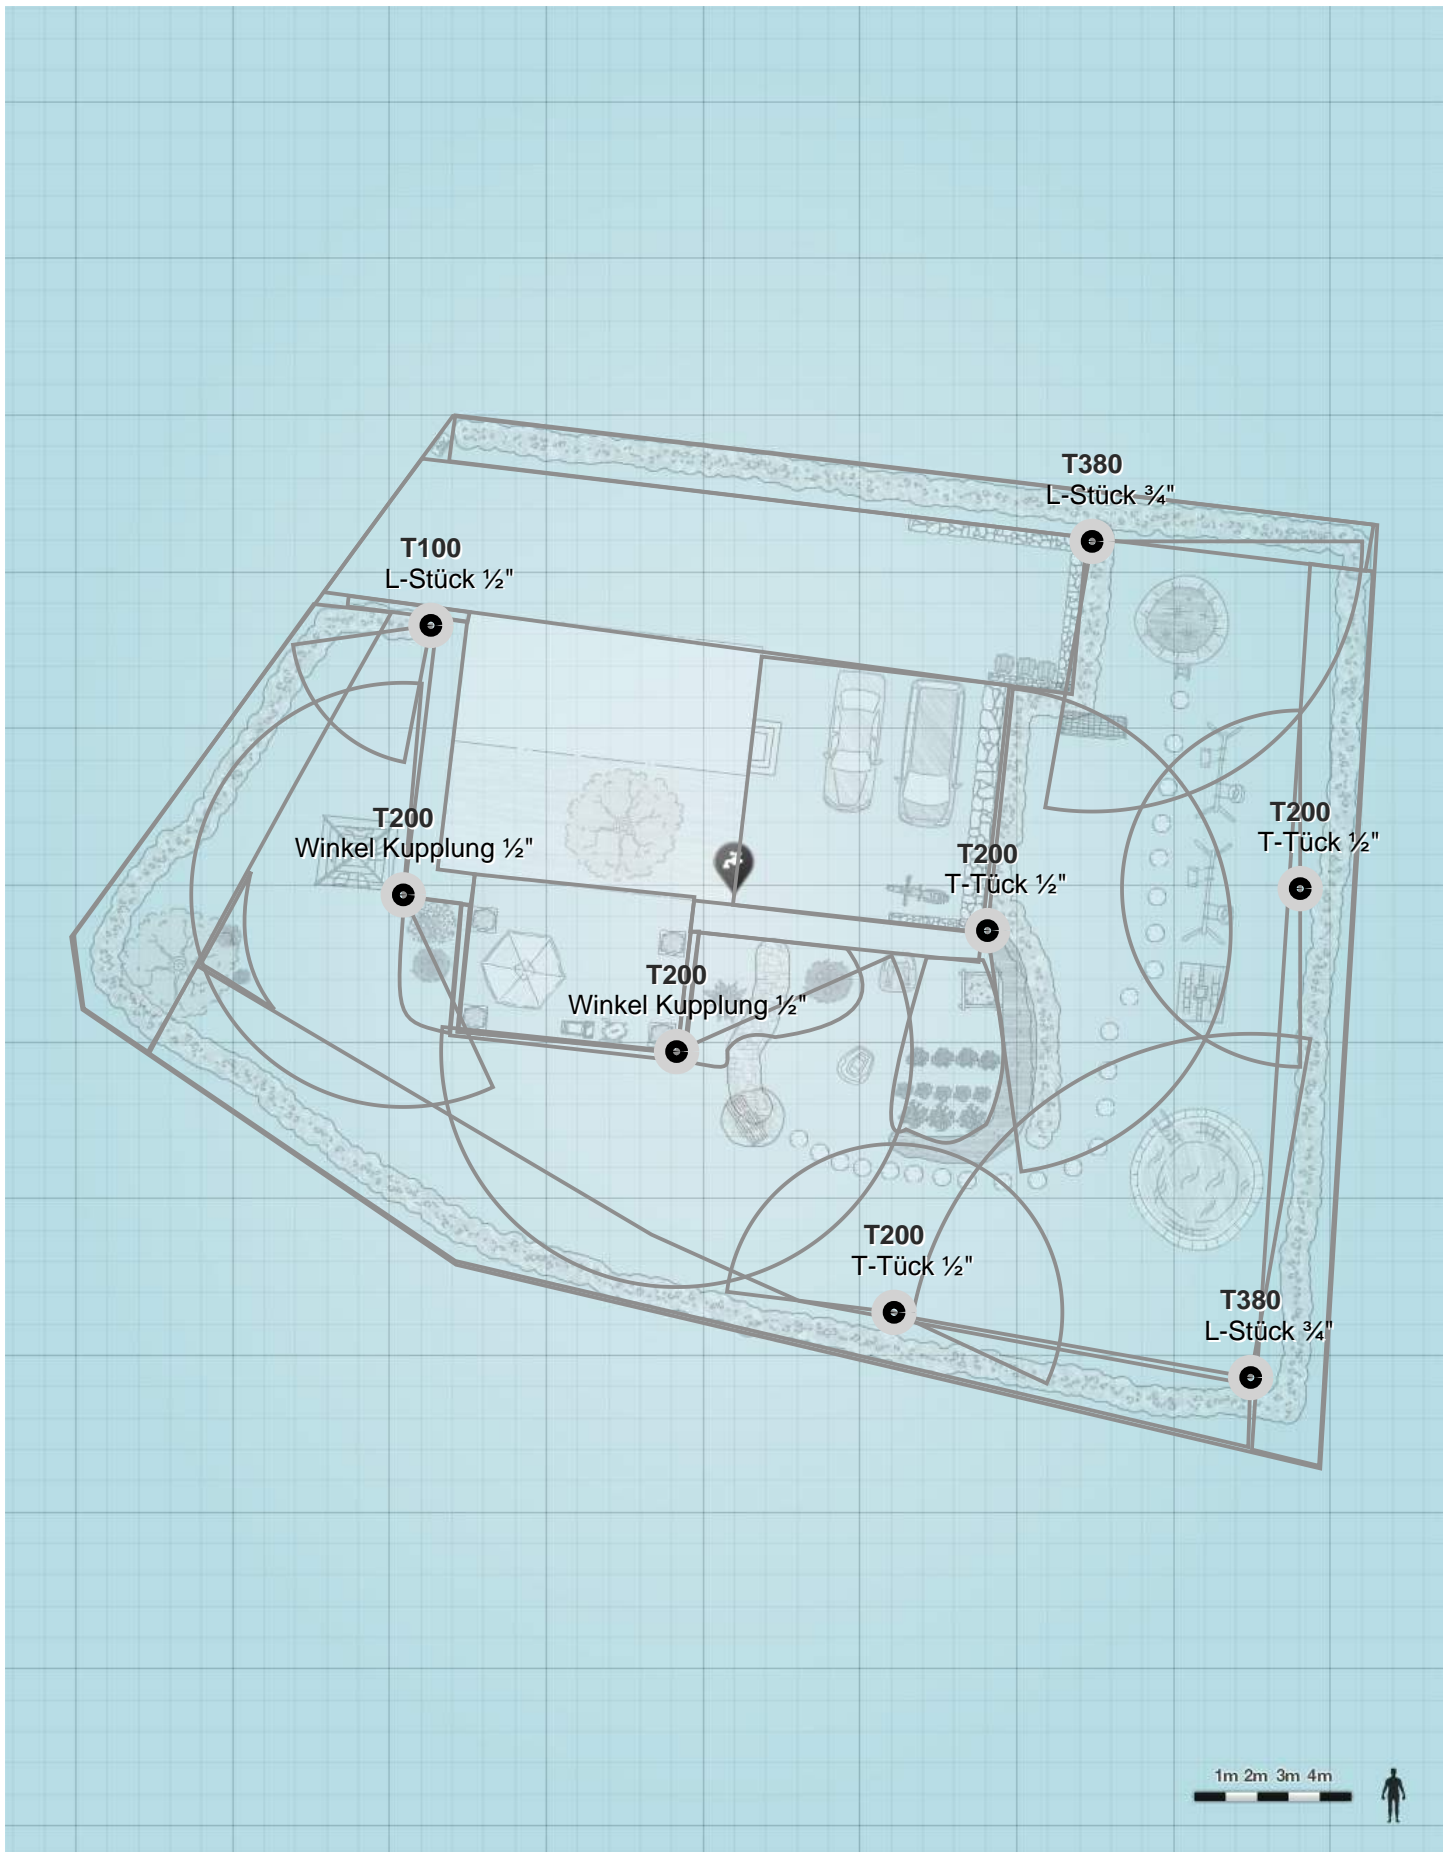 T380
L-Stück ¾"
T100
L-Stück ½"
T200
Winkel Kupplung ½"
T200
T-Tück ½"
T200
T-Tück ½"
T200
Winkel Kupplung ½"
T200
T-Tück ½"
T380
L-Stück ¾"
1m 2m 3m 4m